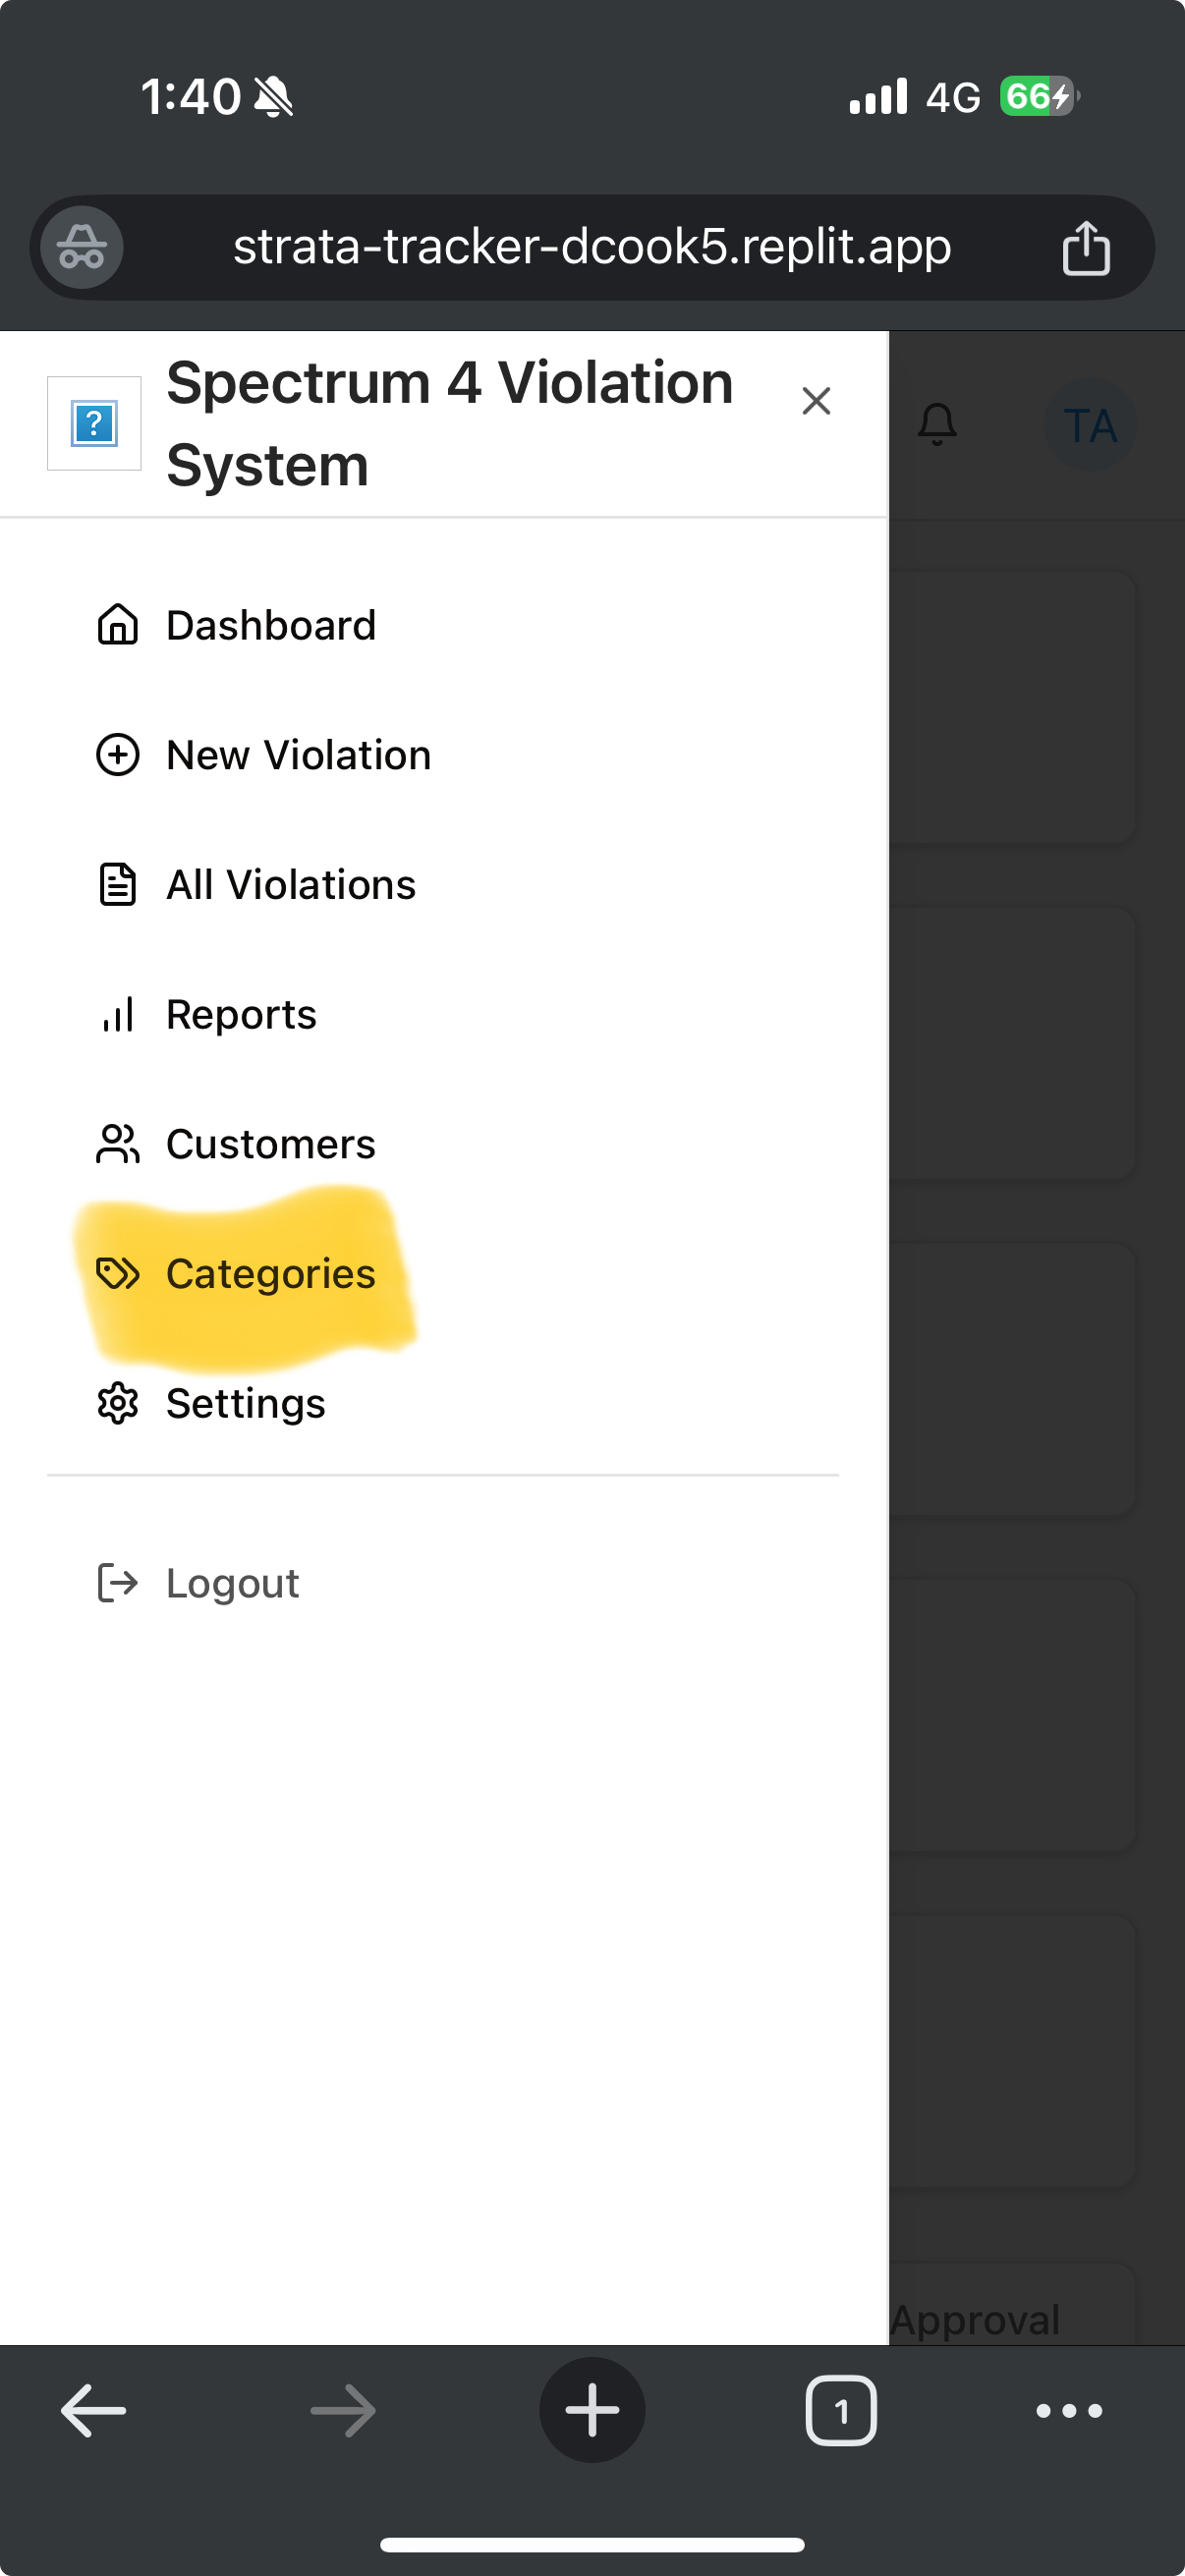 1:40
4G
66
strata-tracker-dcook5.replit.app
Spectrum 4 Violation
System
?
TA
Dashboard
New Violation
All Violations
Reports
Customers
Categories
Settings
Logout
Approval
1